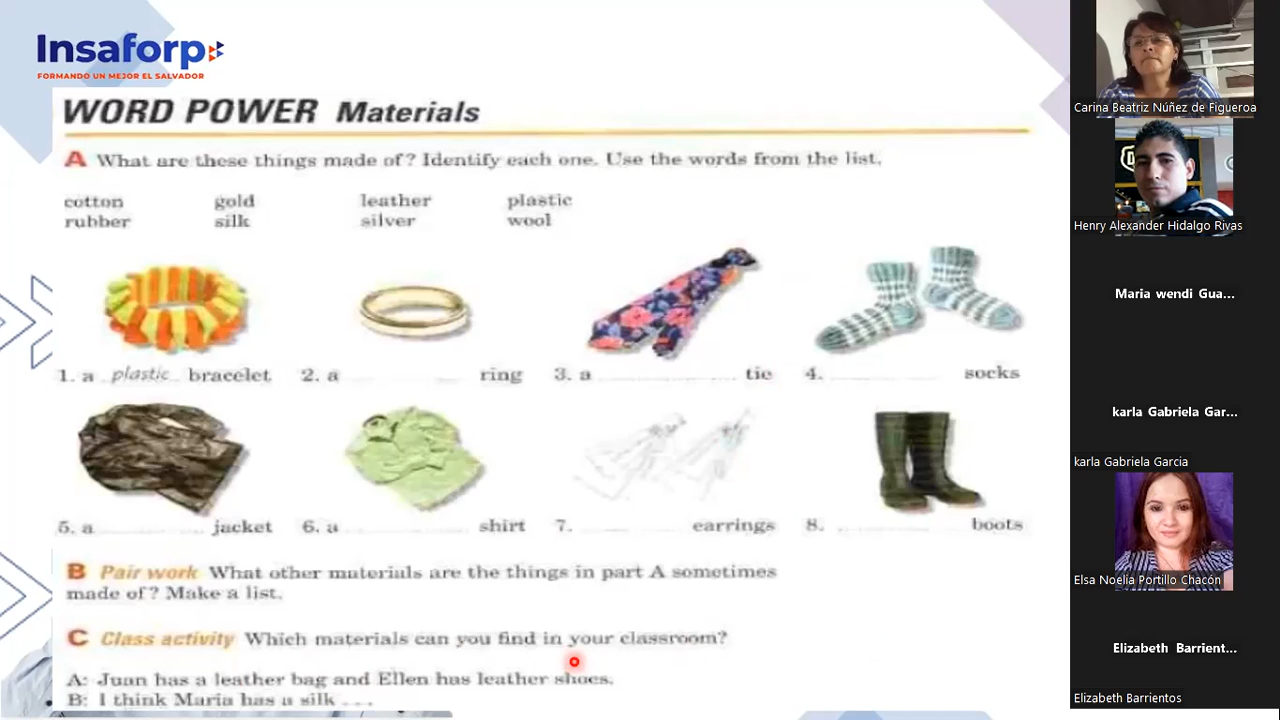 Insaforp
FORMANDO UN MEJOR EL SALVADOR
WORD POWER Materials
A What are these things made of? Identify each one. Use the words from the list.
cotton gold leather plastic
rubber silk silver wool
1. a plastic bracelet 2. a ring 3. a tie 4. socks
5. a jacket 6. a shirt 7. earrings 8. boots
B Pair work What other materials are the things in part A sometimes
made of? Make a list.
C Class activity Which materials can you find in your classroom?
A: Juan has a leather bag and Ellen has leather shoes.
B: I think Maria has a silk . . .
Carina Beatriz Núñez de Figueroa
Henry Alexander Hidalgo Rivas
Maria wendi Gua...
karla Gabriela Gar...
karla Gabriela Garcia
Elsa Noelia Portillo Chacón
Elizabeth Barrient...
Elizabeth Barrientos